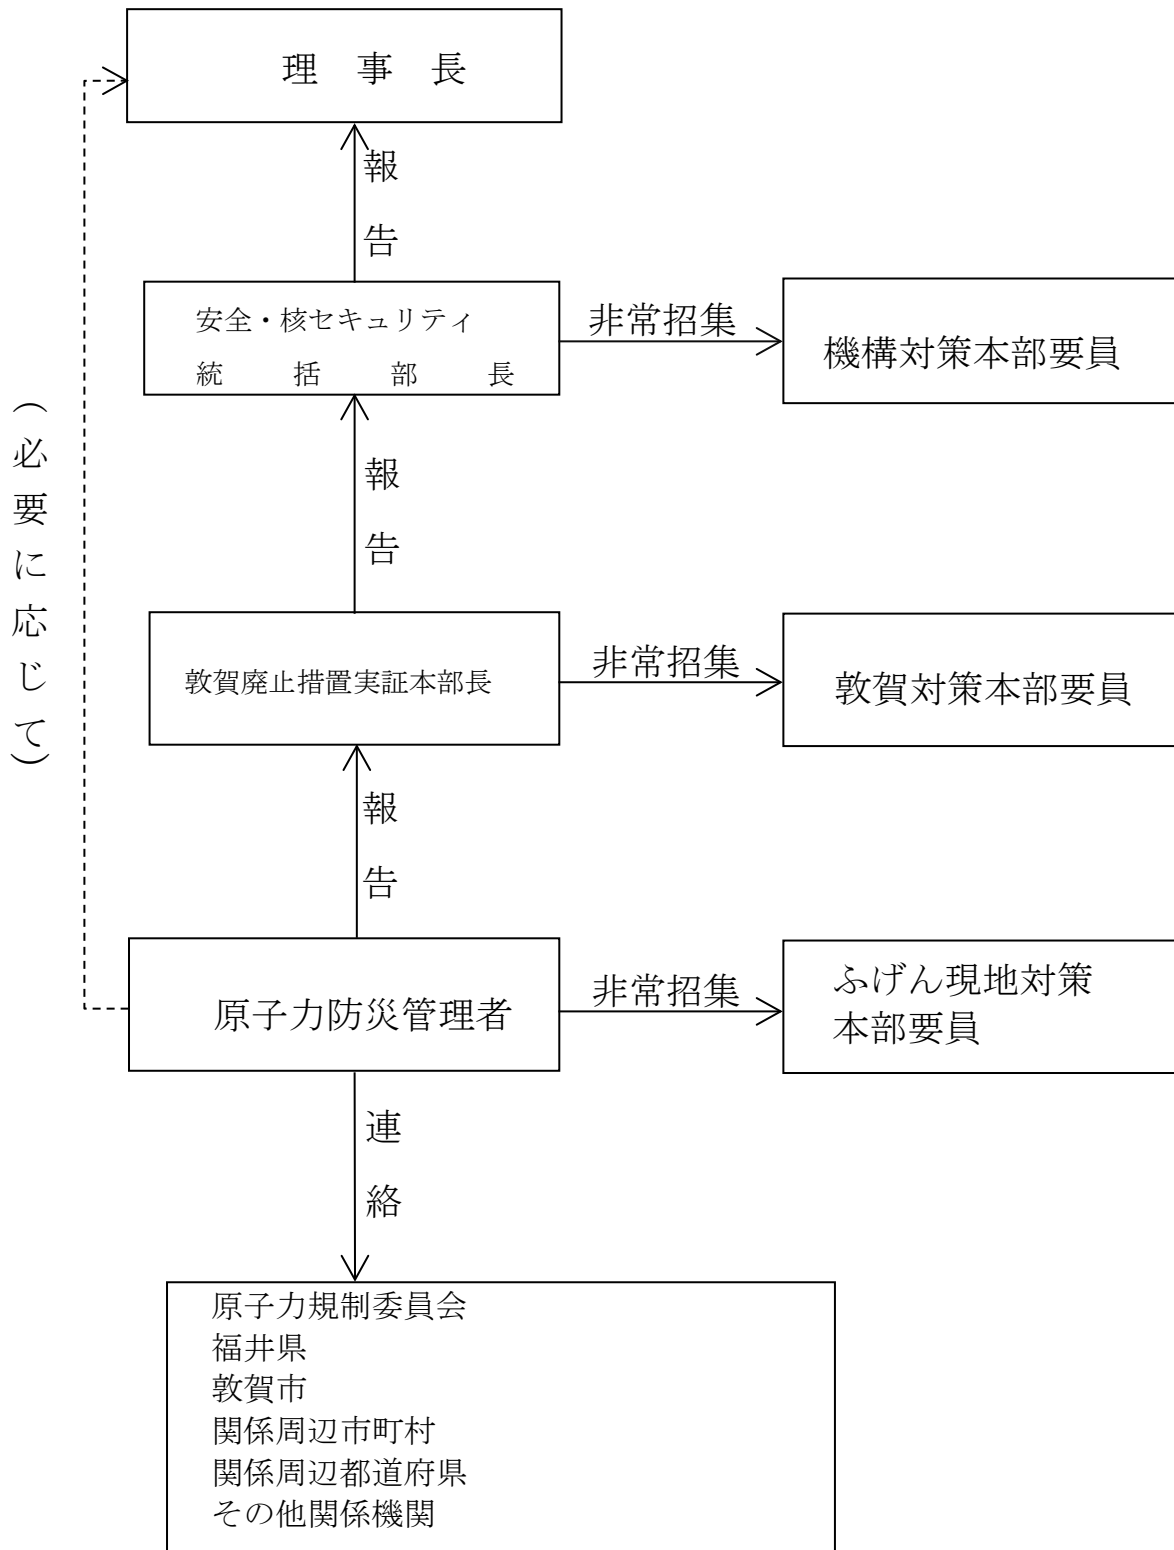 理 事 長
報告
安全・核セキュリティ
統 括 部 長
非常招集
機構対策本部要員
(必要に応じて)
報告
敦賀廃止措置実証本部長
非常招集
敦賀対策本部要員
報告
原子力防災管理者
非常招集
ふげん現地対策
本部要員
連絡
原子力規制委員会
福井県
敦賀市
関係周辺市町村
関係周辺都道府県
その他関係機関